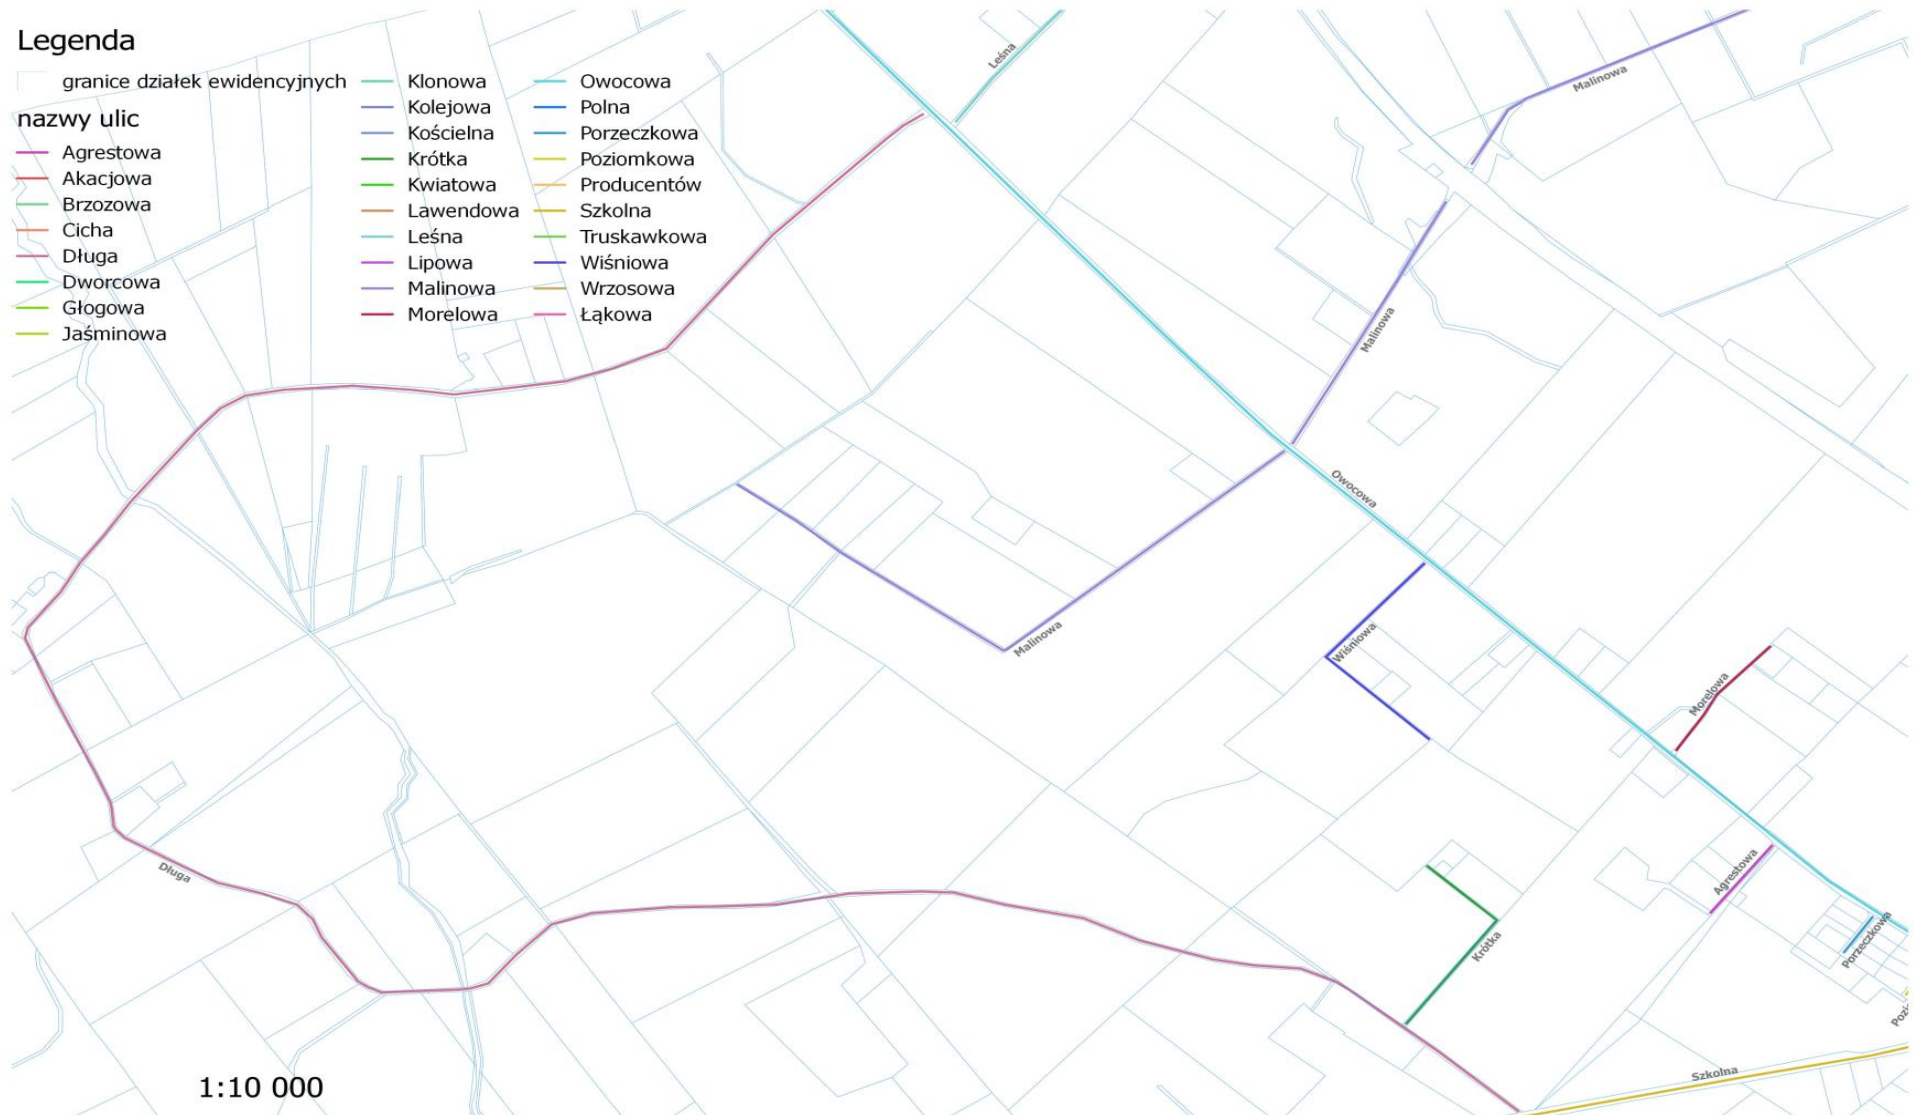 Legenda
granice działek ewidencyjnych
nazwy ulic
Agrestowa
Akacjowa
Brzozowa
Cicha
Długa
Dworcowa
Głogowa
Jaśminowa
Klonowa
Kolejowa
Kościelna
Krótka
Kwiatowa
Lawendowa
Leśna
Lipowa
Malinowa
Morelowa
Owocowa
Polna
Porzeczkowa
Poziomkowa
Producentów
Szkolna
Truskawkowa
Wiśniowa
Wrzosowa
Łąkowa
Leśna
Malinowa
Malinowa
Owocowa
Malinowa
Wiśniowa
Morelowa
Długa
Agrestowa
Krótka
Porzeczkowa
Pozi
Szkolna
1:10 000